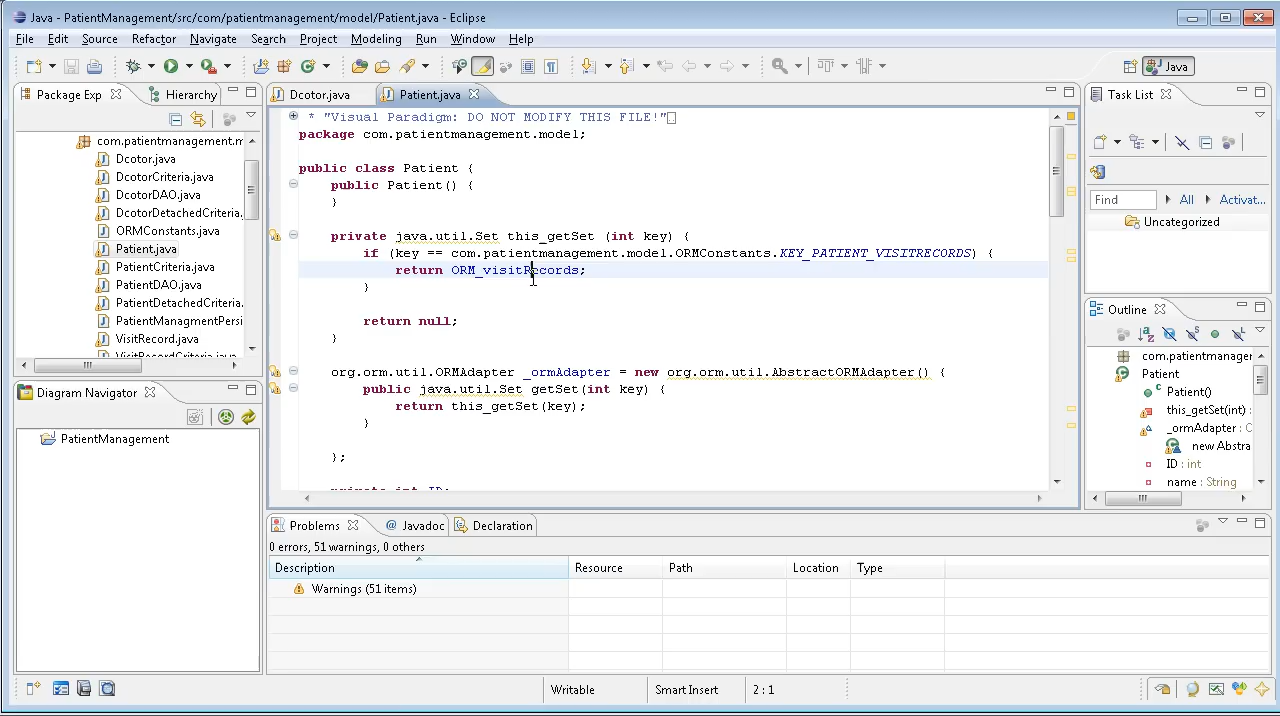 Java - PatientManagement/src/com/patientmanagement/model/Patient.java - Eclipse
File Edit Source Refactor Navigate Search Project Modeling Run Window Help
Java
Package Exp
Hierarchy
com.patientmanagement.m
Dcotor.java
DcotorCriteria.java
DcotorDAO.java
DcotorDetachedCriteria.
ORMConstants.java
Patient.java
PatientCriteria.java
PatientDAO.java
PatientDetachedCriteria.
PatientManagmentPersi
VisitRecord.java
VisitRecordCriteria.java
Diagram Navigator
PatientManagement
Dcotor.java
Patient.java
* "Visual Paradigm: DO NOT MODIFY THIS FILE!"
package com.patientmanagement.model;
public class Patient {
public Patient() {
}
private java.util.Set this_getSet (int key) {
if (key == com.patientmanagement.model.ORMConstants.KEY_PATIENT_VISITRECORDS) {
return ORM_visitRecords;
}
return null;
}
org.orm.util.ORMAdapter _ormAdapter = new org.orm.util.AbstractORMAdapter() {
public java.util.Set getSet(int key) {
return this_getSet(key);
}
};
private int ID;
Task List
Find
All
Activat...
Uncategorized
Outline
com.patientmanager
Patient
Patient()
this_getSet(int) :
_ormAdapter : C
new Abstra
ID : int
name : String
Problems
Javadoc
Declaration
0 errors, 51 warnings, 0 others
Description Resource Path Location Type
Warnings (51 items)
Writable
Smart Insert
2 : 1